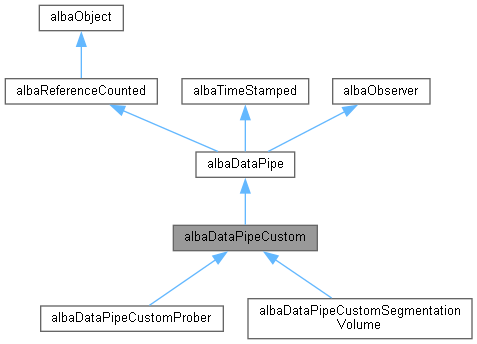 albaObject
albaReferenceCounted
albaTimeStamped
albaObserver
albaDataPipe
albaDataPipeCustom
albaDataPipeCustomProber
albaDataPipeCustomSegmentation
Volume